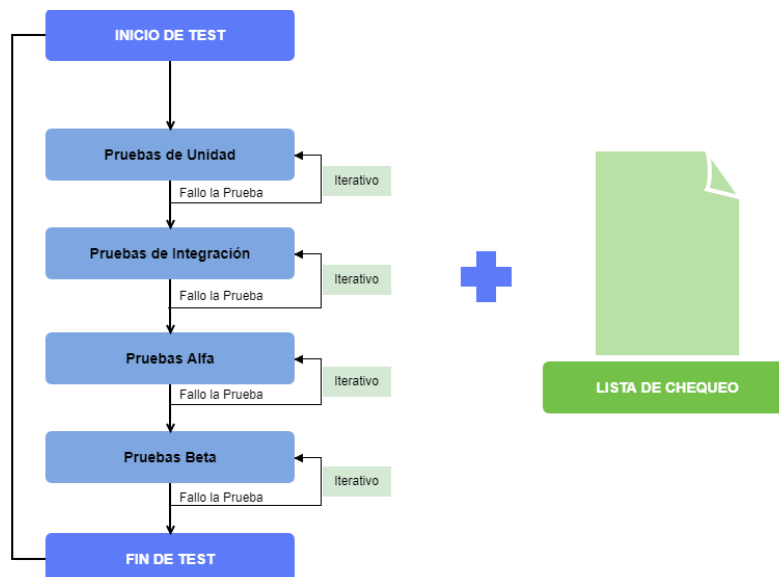 INICIO DE TEST
Pruebas de Unidad
Iterativo
Fallo la Prueba
Pruebas de Integración
Iterativo
Fallo la Prueba
Pruebas Alfa
Iterativo
Fallo la Prueba
Pruebas Beta
Iterativo
Fallo la Prueba
FIN DE TEST
LISTA DE CHEQUEO